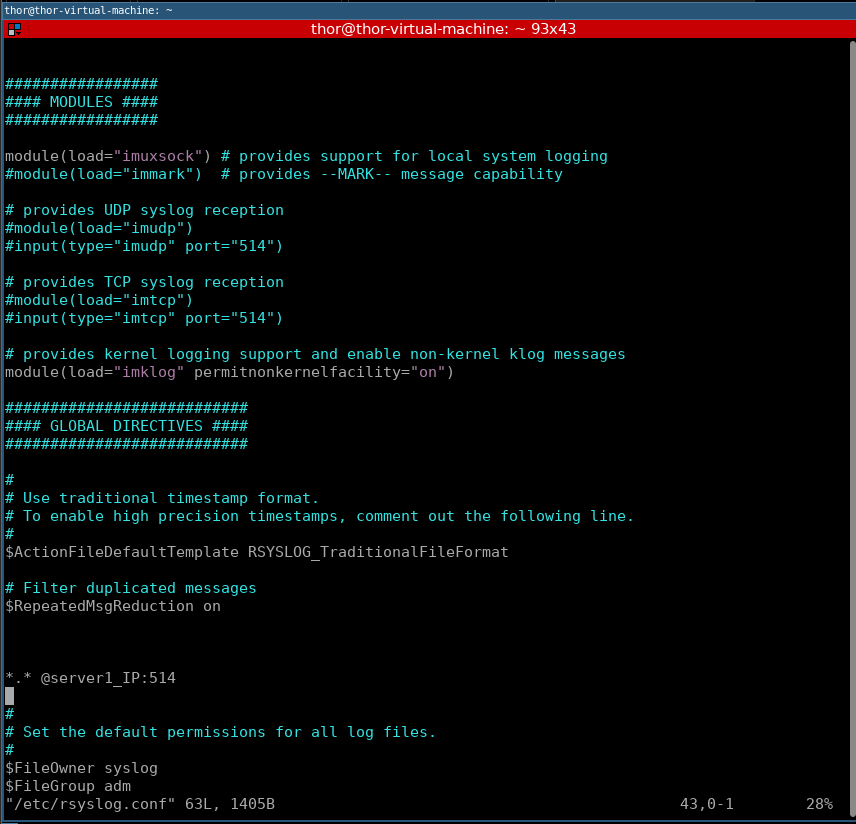 thor@thor-virtual-machine: ~
thor@thor-virtual-machine: ~ 93x43
#################
#### MODULES ####
#################
module(load="imuxsock") # provides support for local system logging
#module(load="immark")  # provides --MARK-- message capability
# provides UDP syslog reception
#module(load="imudp")
#input(type="imudp" port="514")
# provides TCP syslog reception
#module(load="imtcp")
#input(type="imtcp" port="514")
# provides kernel logging support and enable non-kernel klog messages
module(load="imklog" permitnonkernelfacility="on")
###########################
#### GLOBAL DIRECTIVES ####
###########################
#
# Use traditional timestamp format.
# To enable high precision timestamps, comment out the following line.
#
$ActionFileDefaultTemplate RSYSLOG_TraditionalFileFormat
# Filter duplicated messages
$RepeatedMsgReduction on
*.* @server1_IP:514
#
# Set the default permissions for all log files.
#
$FileOwner syslog
$FileGroup adm
"/etc/rsyslog.conf" 63L, 1405B 43,0-1 28%